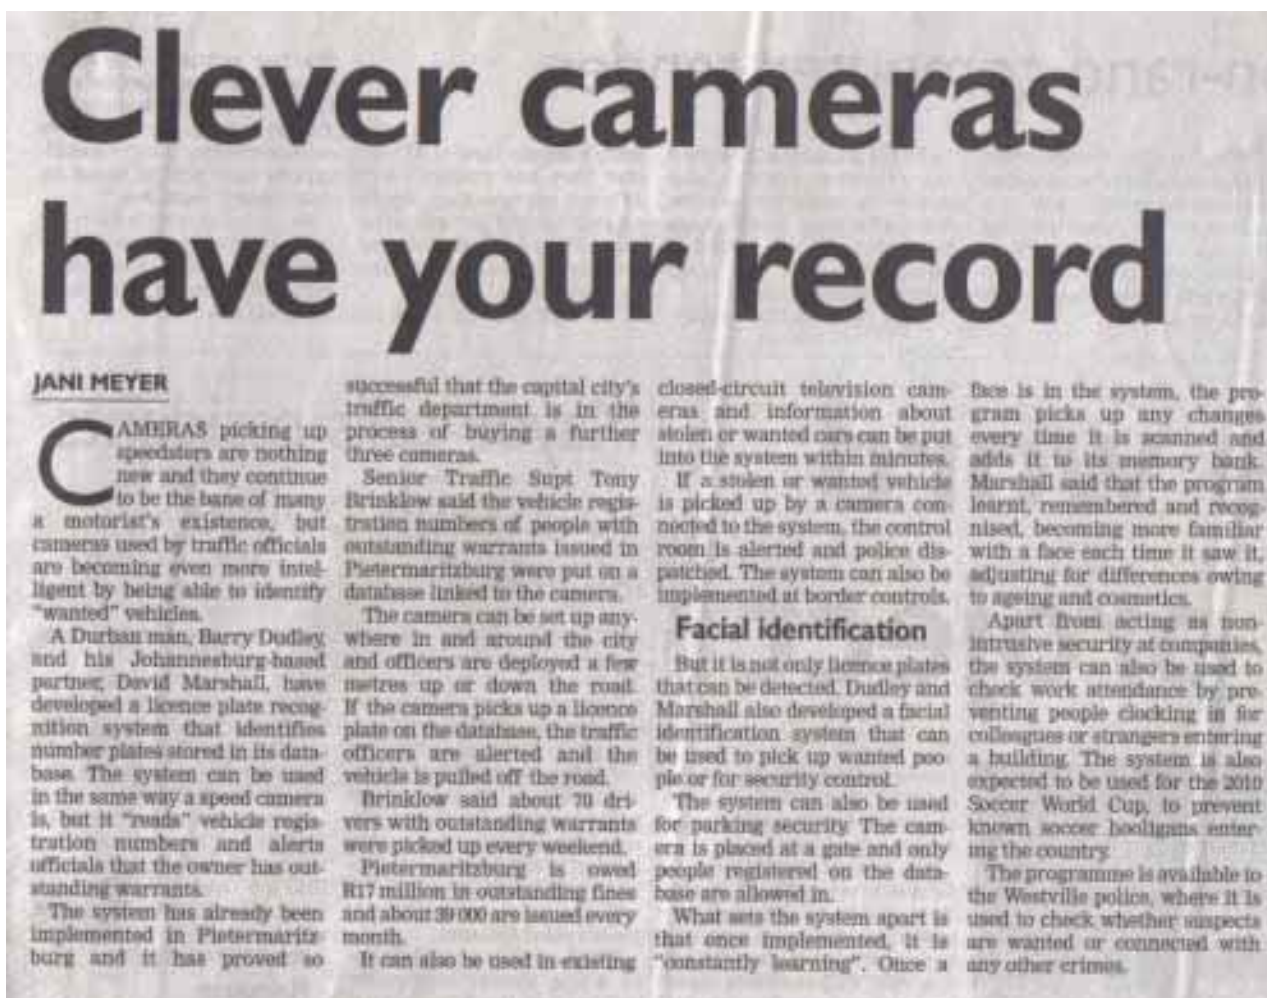 Clever cameras
have your record
JANI MEYER
CAMERAS picking up
speedsters are nothing
new and they continue
to be the bane of many
a motorist's existence, but
cameras used by traffic officials
are becoming even more intel-
ligent by being able to identify
"wanted" vehicles.
A Durban man, Barry Dudley,
and his Johannesburg-based
partner, David Marshall, have
developed a licence plate recog-
nition system that identifies
number plates stored in its data-
base. The system can be used
in the same way a speed camera
is, but it "reads" vehicle regis-
tration numbers and alerts
officials that the owner has out-
standing warrants.
The system has already been
implemented in Pietermaritz-
burg and it has proved so
successful that the capital city's
traffic department is in the
process of buying a further
three cameras.
Senior Traffic Supt Tony
Brinklow said the vehicle regis-
tration numbers of people with
outstanding warrants issued in
Pietermaritzburg were put on a
database linked to the camera.
The camera can be set up any-
where in and around the city
and officers are deployed a few
metres up or down the road.
If the camera picks up a licence
plate on the database, the traffic
officers are alerted and the
vehicle is pulled off the road.
Brinklow said about 70 dri-
vers with outstanding warrants
were picked up every weekend.
Pietermaritzburg is owed
R17 million in outstanding fines
and about 39 000 are issued every
month.
It can also be used in existing
closed-circuit television cam-
eras and information about
stolen or wanted cars can be put
into the system within minutes.
If a stolen or wanted vehicle
is picked up by a camera con-
nected to the system, the control
room is alerted and police dis-
patched. The system can also be
implemented at border controls.
Facial identification
But it is not only licence plates
that can be detected. Dudley and
Marshall also developed a facial
identification system that can
be used to pick up wanted peo-
ple or for security control.
The system can also be used
for parking security. The cam-
era is placed at a gate and only
people registered on the data-
base are allowed in.
What sets the system apart is
that once implemented, it is
"constantly learning". Once a
face is in the system, the pro-
gram picks up any changes
every time it is scanned and
adds it to its memory bank.
Marshall said that the program
learnt, remembered and recog-
nised, becoming more familiar
with a face each time it saw it,
adjusting for differences owing
to ageing and cosmetics.
Apart from acting as non-
intrusive security at companies,
the system can also be used to
check work attendance by pre-
venting people clocking in for
colleagues or strangers entering
a building. The system is also
expected to be used for the 2010
Soccer World Cup, to prevent
known soccer hooligans enter-
ing the country.
The programme is available to
the Westville police, where it is
used to check whether suspects
are wanted or connected with
any other crimes.